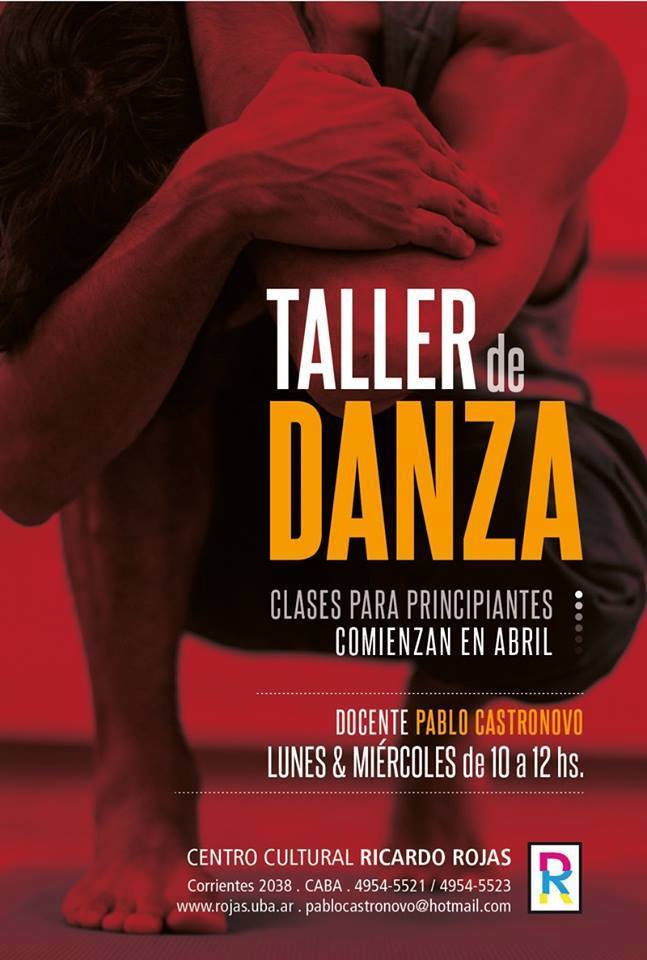 TALLER de
DANZA
CLASES PARA PRINCIPIANTES
COMIENZAN EN ABRIL
DOCENTE PABLO CASTRONOVO
LUNES & MIÉRCOLES de 10 a 12 hs.
CENTRO CULTURAL RICARDO ROJAS
Corrientes 2038 . CABA . 4954-5521 / 4954-5523
www.rojas.uba.ar . pablocastronovo@hotmail.com
R